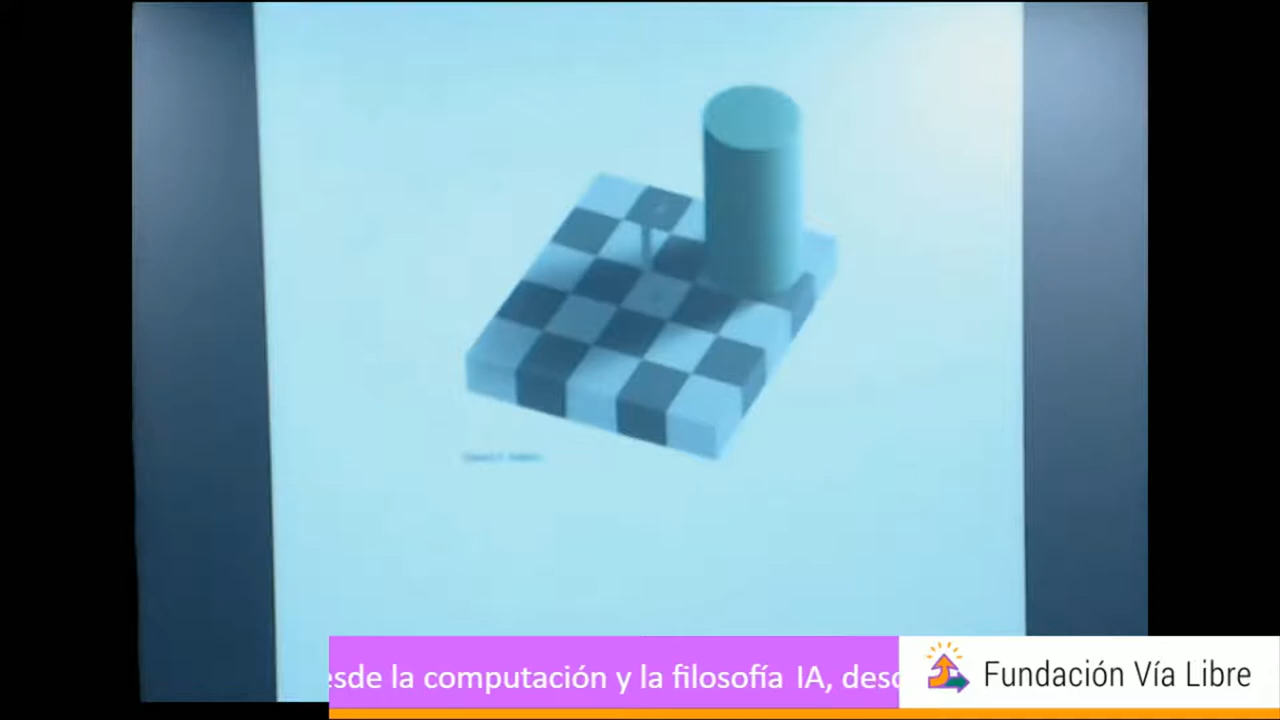 esde la computación y la filosofía IA, desc
Fundación Vía Libre